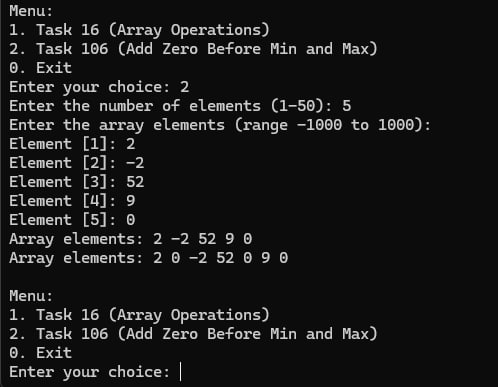 Menu:
1. Task 16 (Array Operations)
2. Task 106 (Add Zero Before Min and Max)
0. Exit
Enter your choice: 2
Enter the number of elements (1-50): 5
Enter the array elements (range -1000 to 1000):
Element [1]: 2
Element [2]: -2
Element [3]: 52
Element [4]: 9
Element [5]: 0
Array elements: 2 -2 52 9 0
Array elements: 2 0 -2 52 0 9 0
Menu:
1. Task 16 (Array Operations)
2. Task 106 (Add Zero Before Min and Max)
0. Exit
Enter your choice: